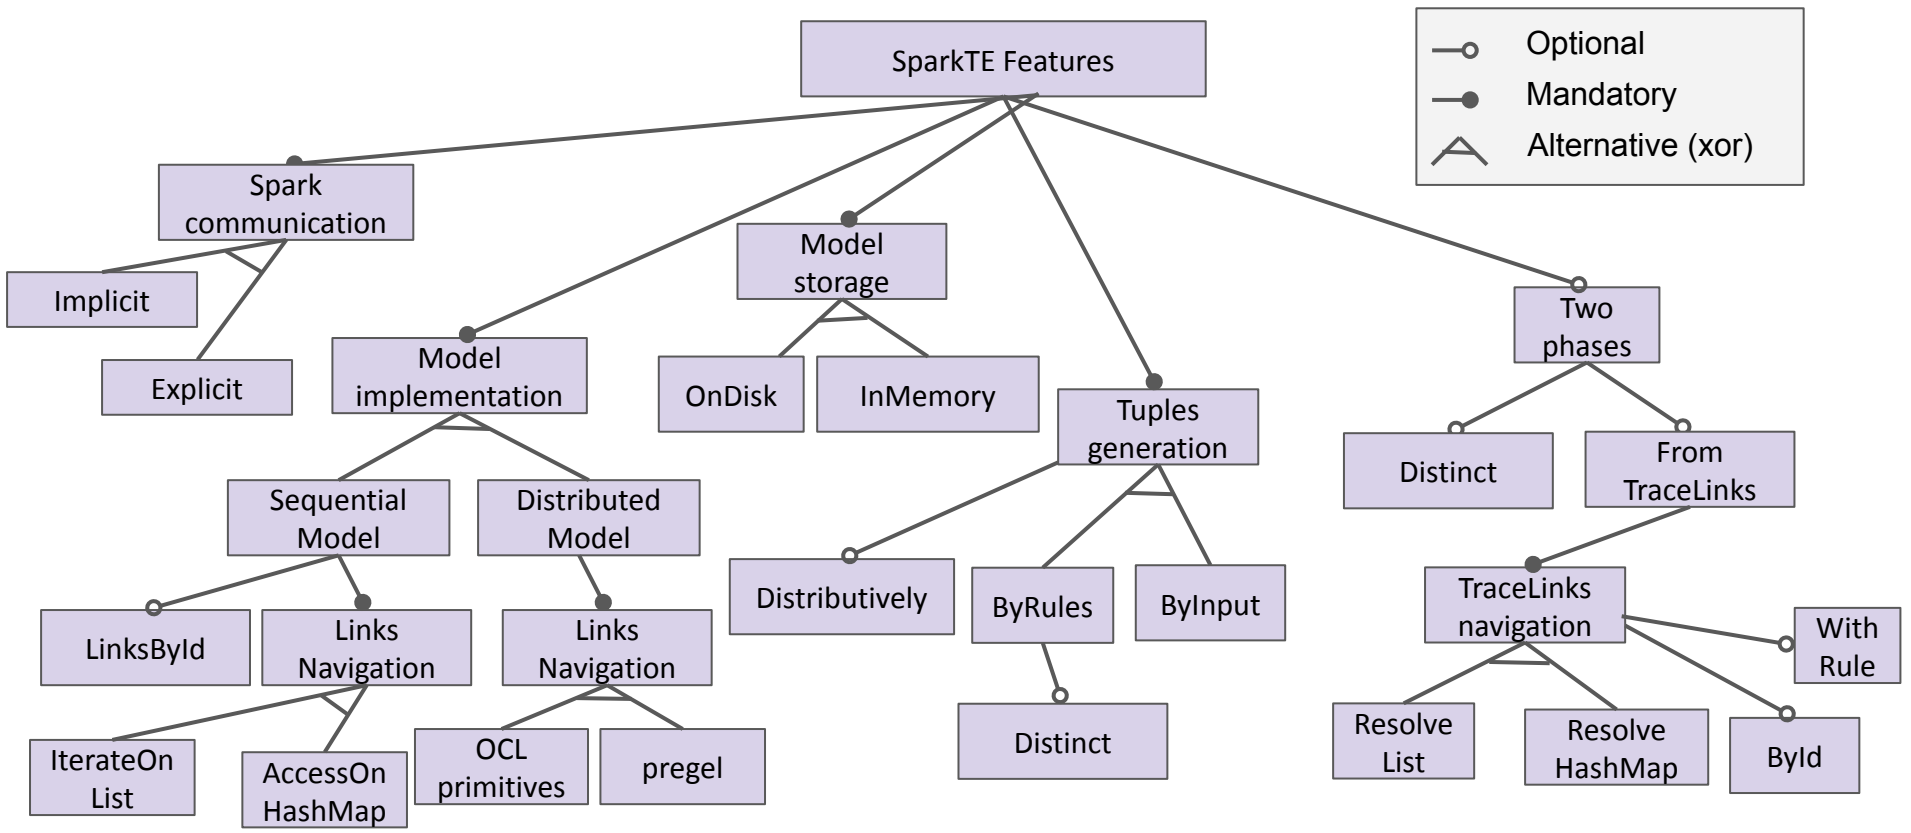 SparkTE Features
Optional
Mandatory
Alternative (xor)
Spark
communication
Implicit
Explicit
Model
implementation
Model
storage
OnDisk
InMemory
Tuples
generation
Two
phases
Distinct
From
TraceLinks
Sequential
Model
Distributed
Model
LinksById
Links
Navigation
Links
Navigation
Distributively
ByRules
ByInput
TraceLinks
navigation
With
Rule
IterateOn
List
AccessOn
HashMap
OCL
primitives
pregel
Distinct
Resolve
List
Resolve
HashMap
ById